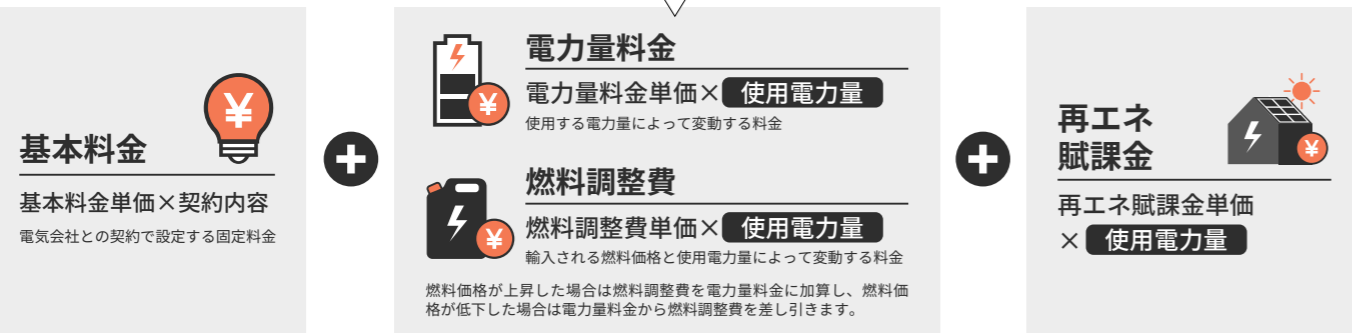 基本料金
基本料金単価×契約内容
電気会社との契約で設定する固定料金
電力量料金
電力量料金単価× 使用電力量
使用する電力量によって変動する料金
燃料調整費
燃料調整費単価× 使用電力量
輸入される燃料価格と使用電力量によって変動する料金
燃料価格が上昇した場合は燃料調整費を電力量料金に加算し、燃料価
格が低下した場合は電力量料金から燃料調整費を差し引きます。
再エネ
賦課金
再エネ賦課金単価
× 使用電力量